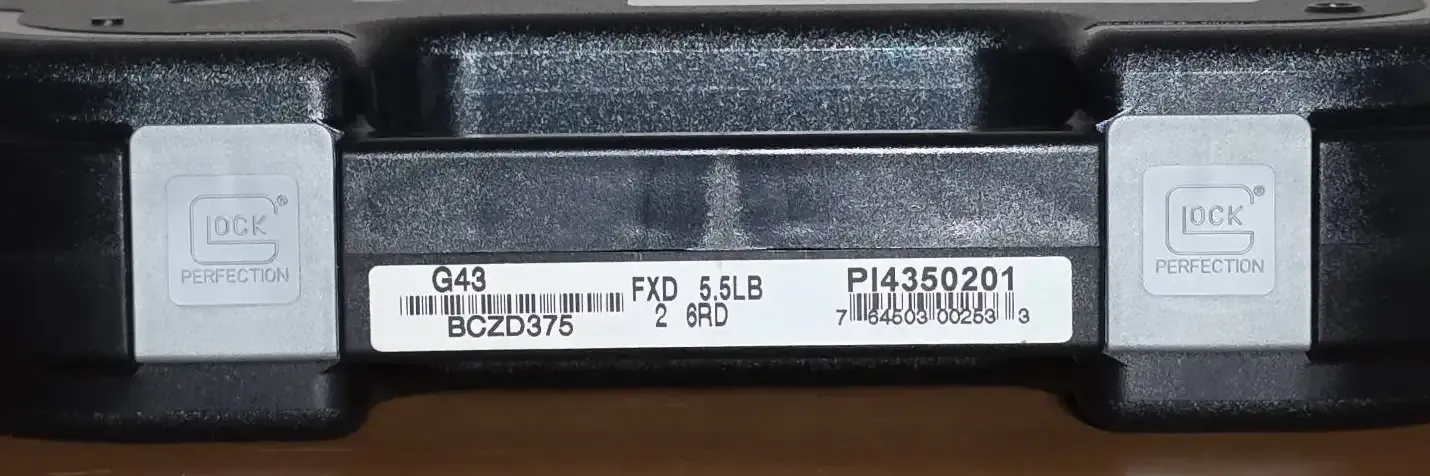 GLOCK®
PERFECTION
G43
BCZD375
FXD 5.5LB
2 6RD
PI4350201
7 64503 00253 3
GLOCK®
PERFECTION